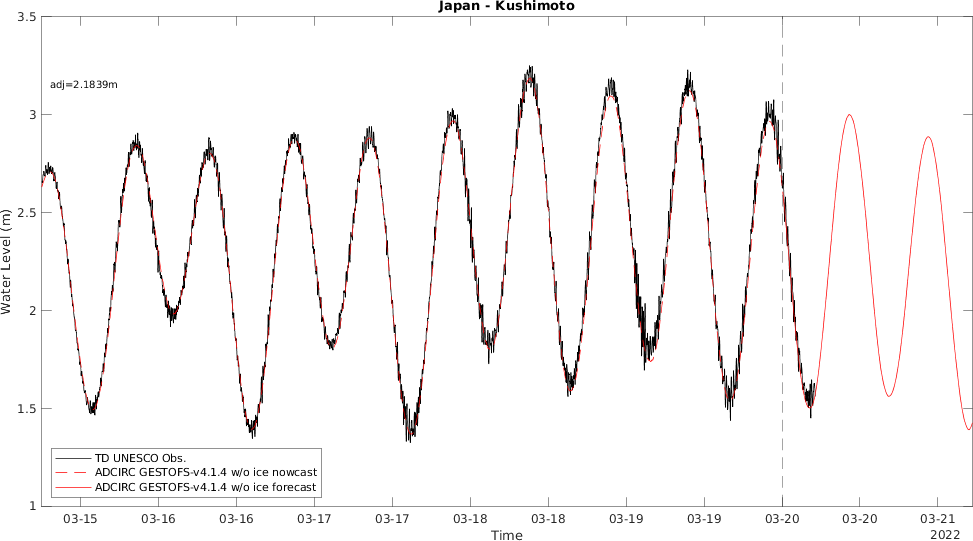 Japan - Kushimoto
3.5
adj=2.1839m
3
2.5
Water Level (m)
2
1.5
TD UNESCO Obs.
ADCIRC GESTOFS-v4.1.4 w/o ice nowcast
ADCIRC GESTOFS-v4.1.4 w/o ice forecast
1
03-15 03-16 03-16 03-17 03-17 03-18 03-18 03-19 03-19 03-20 03-20 03-21
Time
2022